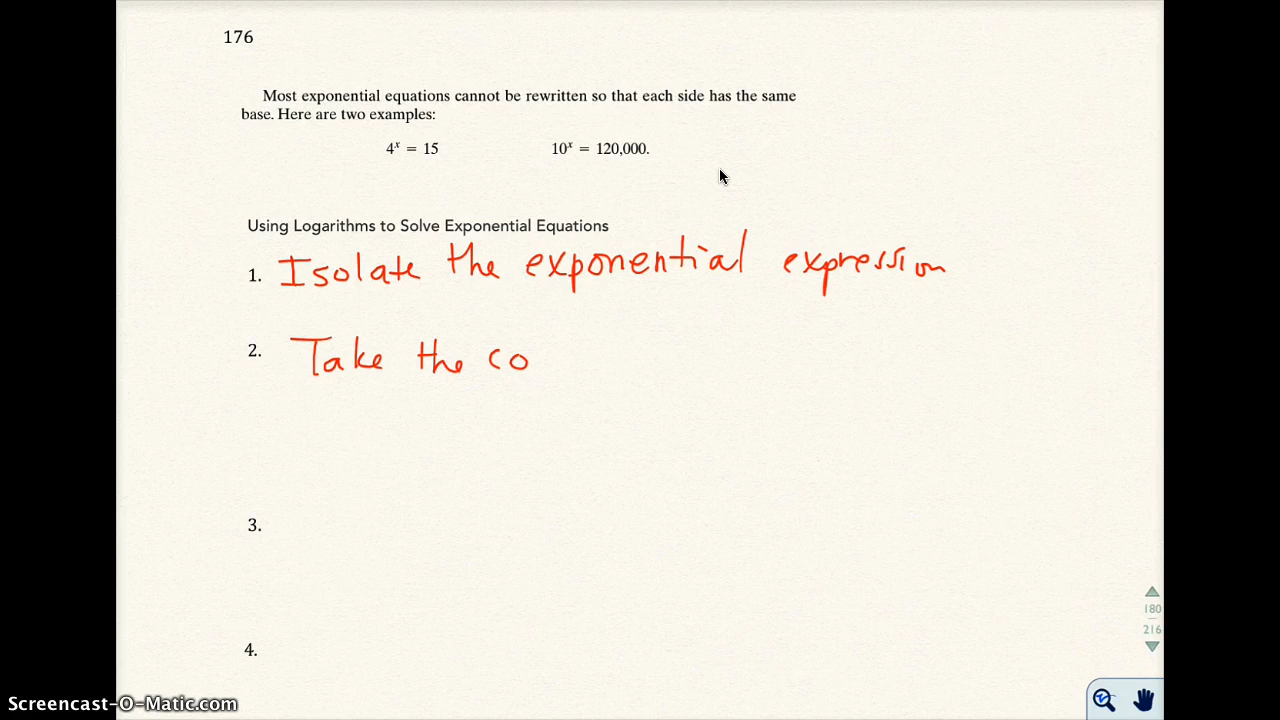 176
Most exponential equations cannot be rewritten so that each side has the same
base. Here are two examples:
4ˣ = 15 10ˣ = 120,000.
Using Logarithms to Solve Exponential Equations
1. Isolate the exponential expression
2. Take the co
3.
4.
180
216
Screencast-O-Matic.com